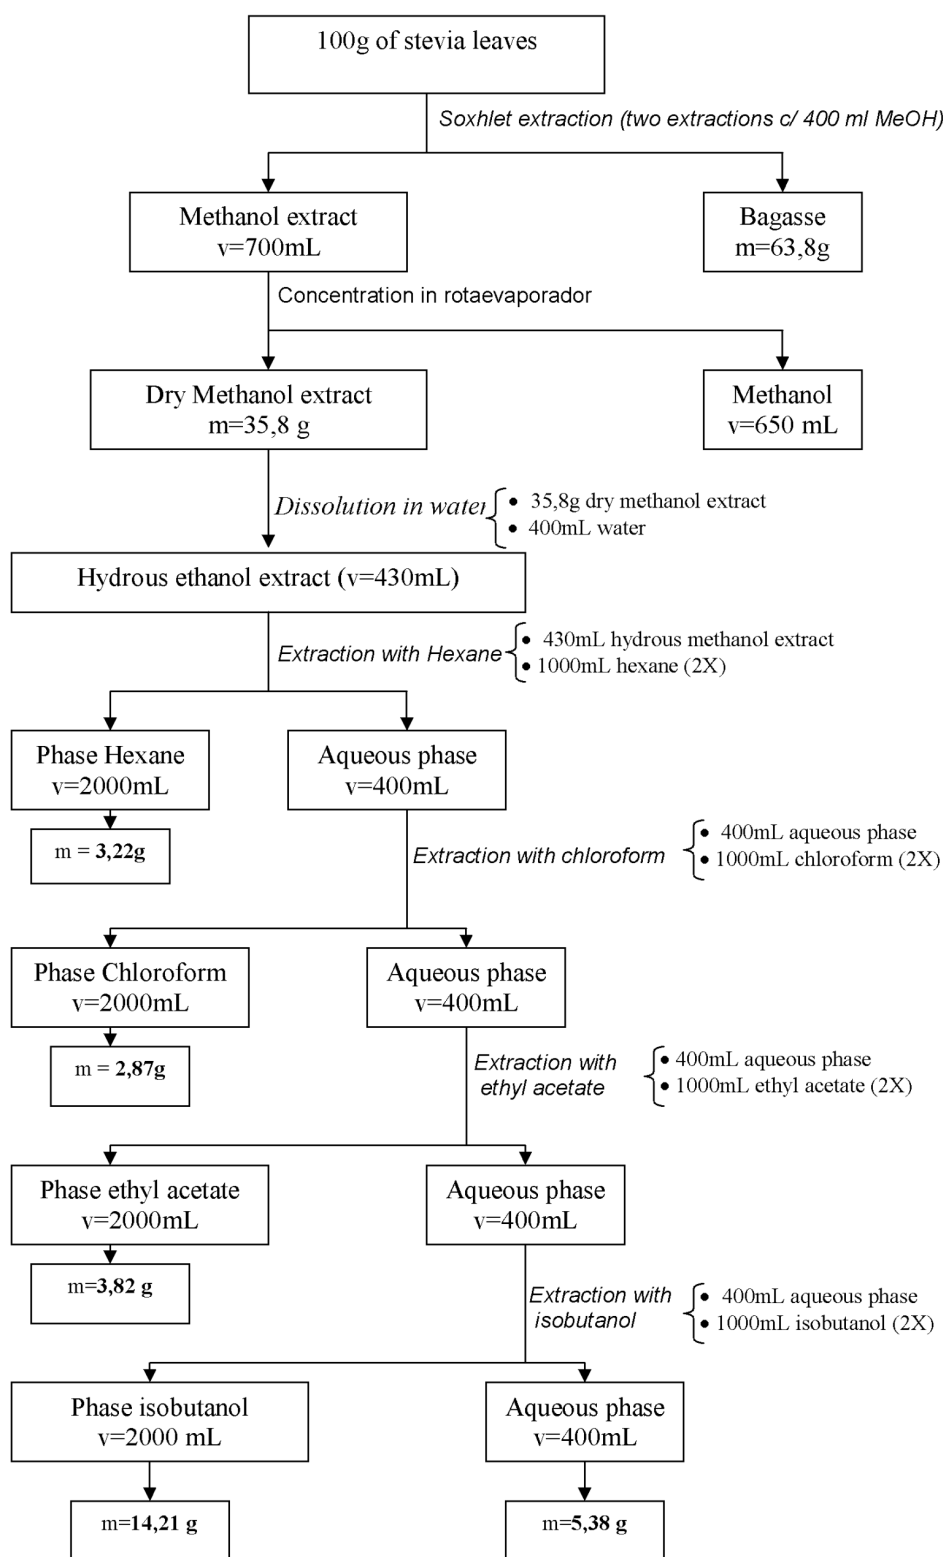 100g of stevia leaves
Soxhlet extraction (two extractions c/ 400 ml MeOH)
Methanol extract
v=700mL
Bagasse
m=63,8g
Concentration in rotaevaporador
Dry Methanol extract
m=35,8 g
Methanol
v=650 mL
Dissolution in water
• 35,8g dry methanol extract
• 400mL water
Hydrous ethanol extract (v=430mL)
Extraction with Hexane
• 430mL hydrous methanol extract
• 1000mL hexane (2X)
Phase Hexane
v=2000mL
Aqueous phase
v=400mL
m = 3,22g
Extraction with chloroform
• 400mL aqueous phase
• 1000mL chloroform (2X)
Phase Chloroform
v=2000mL
Aqueous phase
v=400mL
m = 2,87g
Extraction with
ethyl acetate
• 400mL aqueous phase
• 1000mL ethyl acetate (2X)
Phase ethyl acetate
v=2000mL
Aqueous phase
v=400mL
m=3,82 g
Extraction with
isobutanol
• 400mL aqueous phase
• 1000mL isobutanol (2X)
Phase isobutanol
v=2000 mL
Aqueous phase
v=400mL
m=14,21 g
m=5,38 g